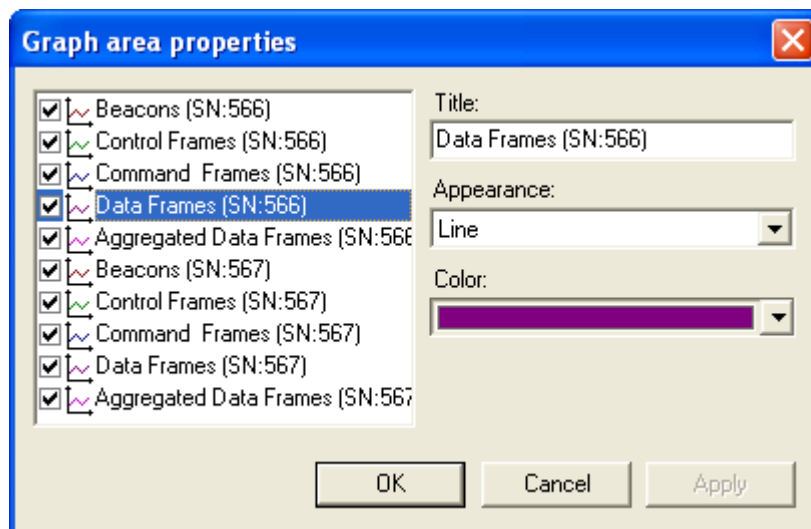 Graph area properties
Beacons (SN:566)
Control Frames (SN:566)
Command  Frames (SN:566)
Data Frames (SN:566)
Aggregated Data Frames (SN:566
Beacons (SN:567)
Control Frames (SN:567)
Command  Frames (SN:567)
Data Frames (SN:567)
Aggregated Data Frames (SN:567
Title:
Data Frames (SN:566)
Appearance:
Line
Color:
OK
Cancel
Apply